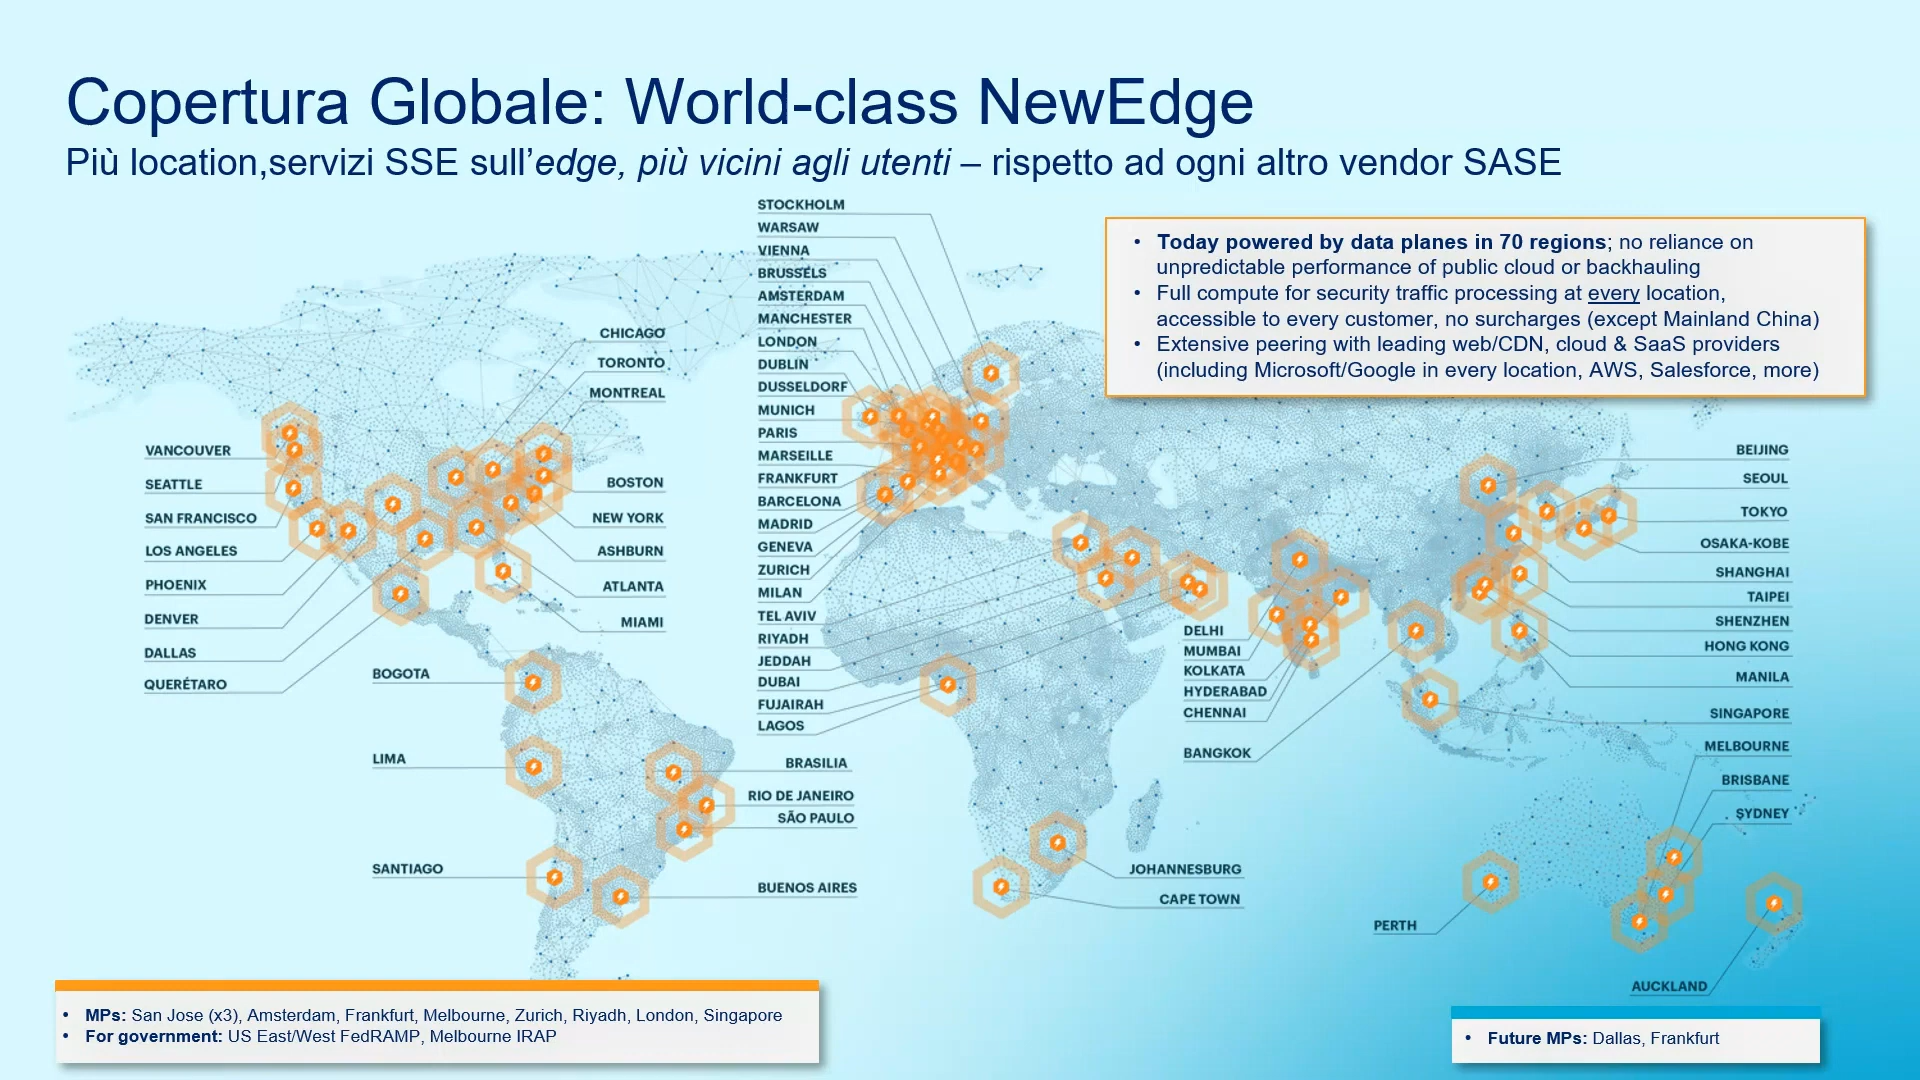 Copertura Globale: World-class NewEdge
Più location,servizi SSE sull’edge, più vicini agli utenti – rispetto ad ogni altro vendor SASE
• Today powered by data planes in 70 regions; no reliance on
unpredictable performance of public cloud or backhauling
• Full compute for security traffic processing at every location,
accessible to every customer, no surcharges (except Mainland China)
• Extensive peering with leading web/CDN, cloud & SaaS providers
(including Microsoft/Google in every location, AWS, Salesforce, more)
VANCOUVER
SEATTLE
SAN FRANCISCO
LOS ANGELES
PHOENIX
DENVER
DALLAS
QUERÉTARO
CHICAGO
TORONTO
MONTREAL
BOSTON
NEW YORK
ASHBURN
ATLANTA
MIAMI
BOGOTA
LIMA
SANTIAGO
STOCKHOLM
WARSAW
VIENNA
BRUSSELS
AMSTERDAM
MANCHESTER
LONDON
DUBLIN
DUSSELDORF
MUNICH
PARIS
MARSEILLE
FRANKFURT
BARCELONA
MADRID
GENEVA
ZURICH
MILAN
TEL AVIV
RIYADH
JEDDAH
DUBAI
FUJAIRAH
LAGOS
BRASILIA
RIO DE JANEIRO
SÃO PAULO
BUENOS AIRES
JOHANNESBURG
CAPE TOWN
DELHI
MUMBAI
KOLKATA
HYDERABAD
CHENNAI
BANGKOK
BEIJING
SEOUL
TOKYO
OSAKA-KOBE
SHANGHAI
TAIPEI
SHENZHEN
HONG KONG
MANILA
SINGAPORE
MELBOURNE
BRISBANE
SYDNEY
PERTH
AUCKLAND
• MPs: San Jose (x3), Amsterdam, Frankfurt, Melbourne, Zurich, Riyadh, London, Singapore
• For government: US East/West FedRAMP, Melbourne IRAP
• Future MPs: Dallas, Frankfurt